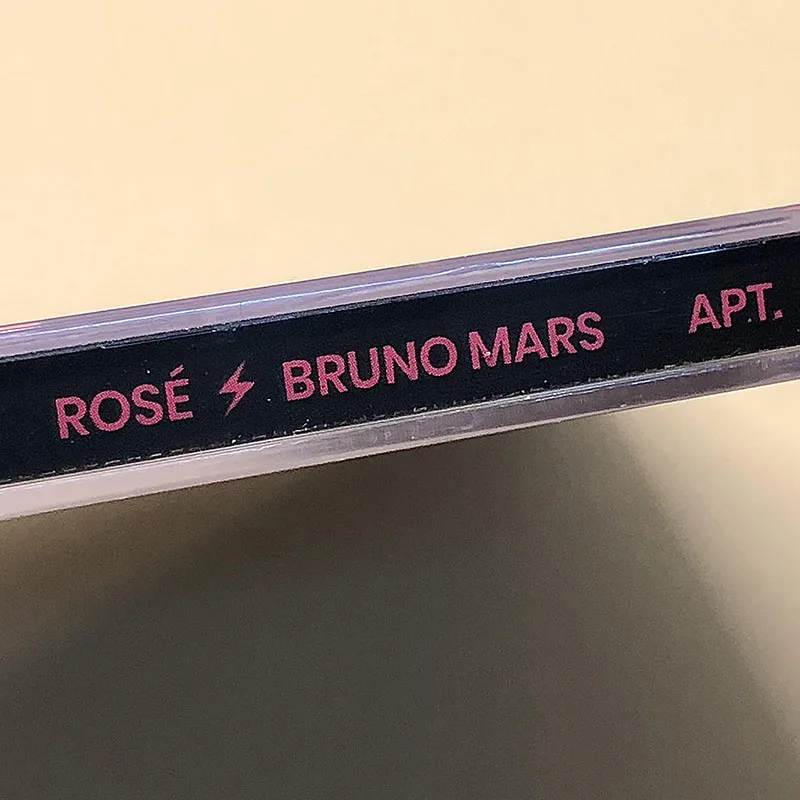 ROSÉ ⚡ BRUNO MARS APT.